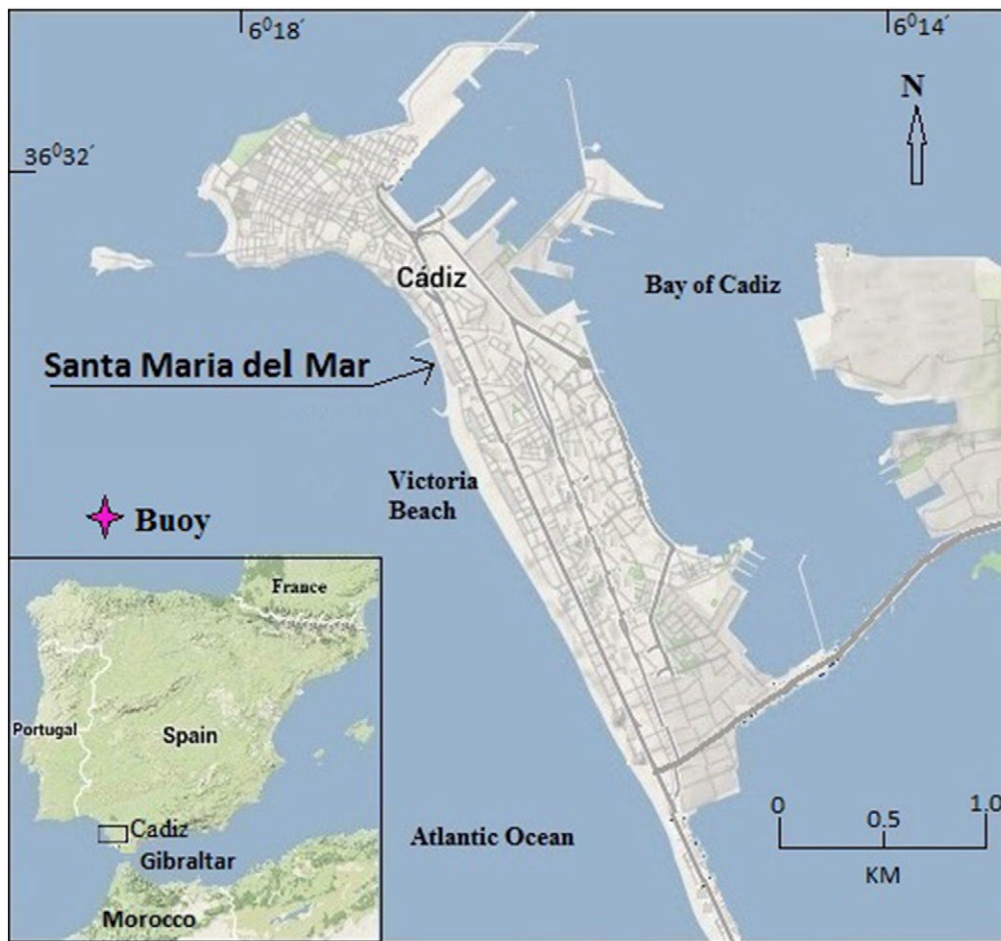 6⁰18´
6⁰14´
N
36⁰32´
Cádiz
Bay of Cadiz
Santa Maria del Mar
Victoria
Beach
Buoy
France
Portugal
Spain
Cadiz
Gibraltar
Morocco
Atlantic Ocean
0
0.5
1.0
KM